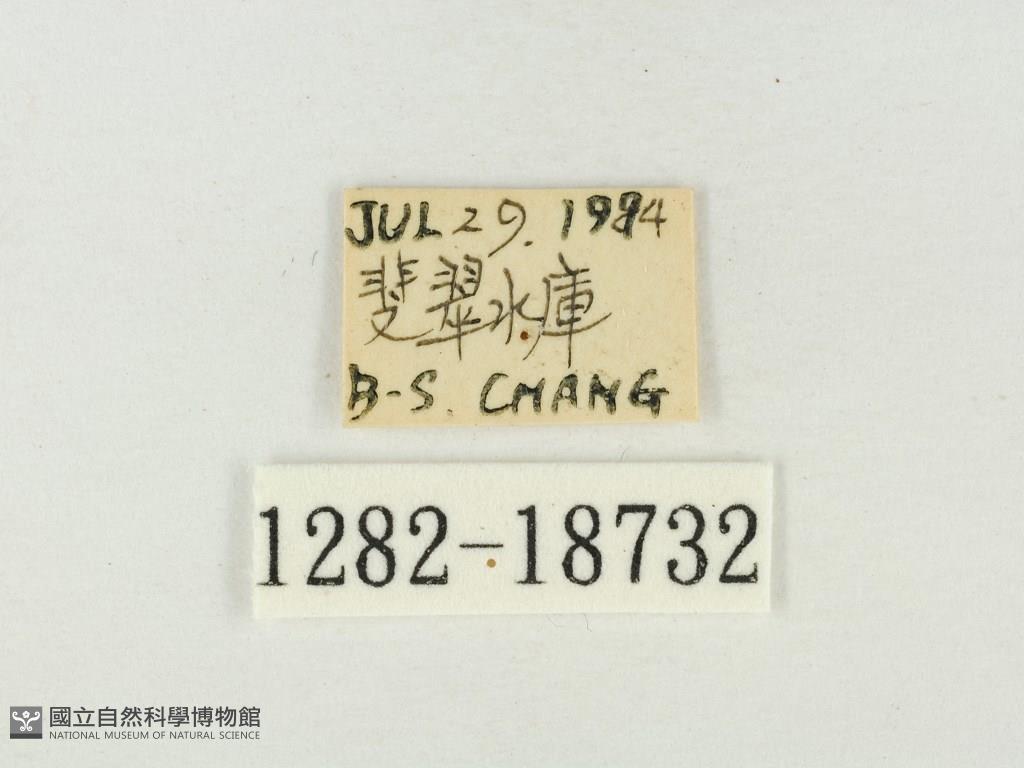 JUL 29. 1994
翡翠水庫
B-S. CHANG
1282-18732
國立自然科學博物館
NATIONAL MUSEUM OF NATURAL SCIENCE